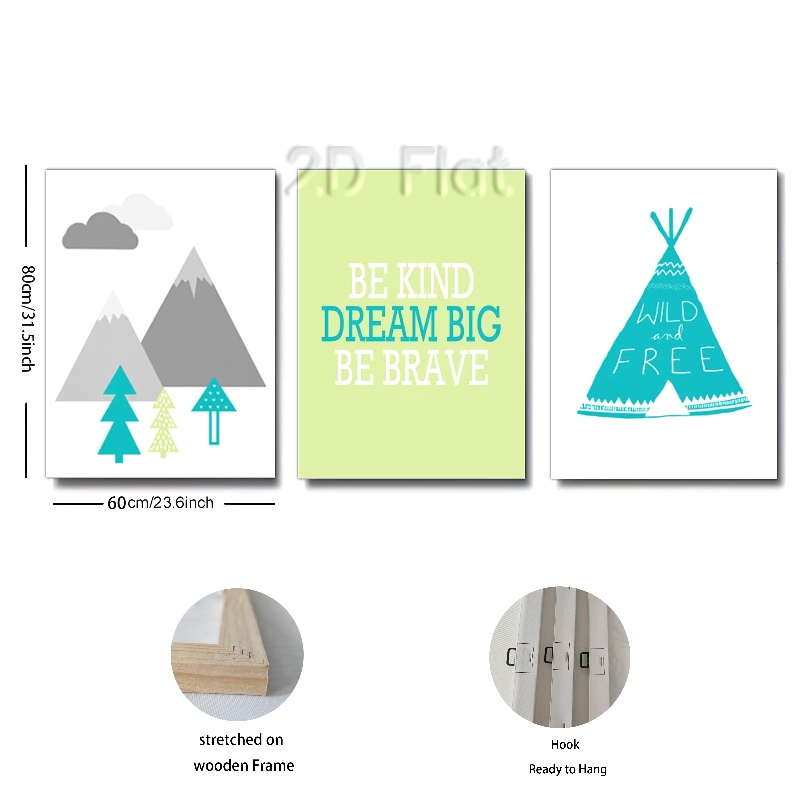 2D Flat
80cm/31.5inch
BE KIND
DREAM BIG
BE BRAVE
WILD
and
FREE
60cm/23.6inch
stretched on
wooden Frame
Hook
Ready to Hang